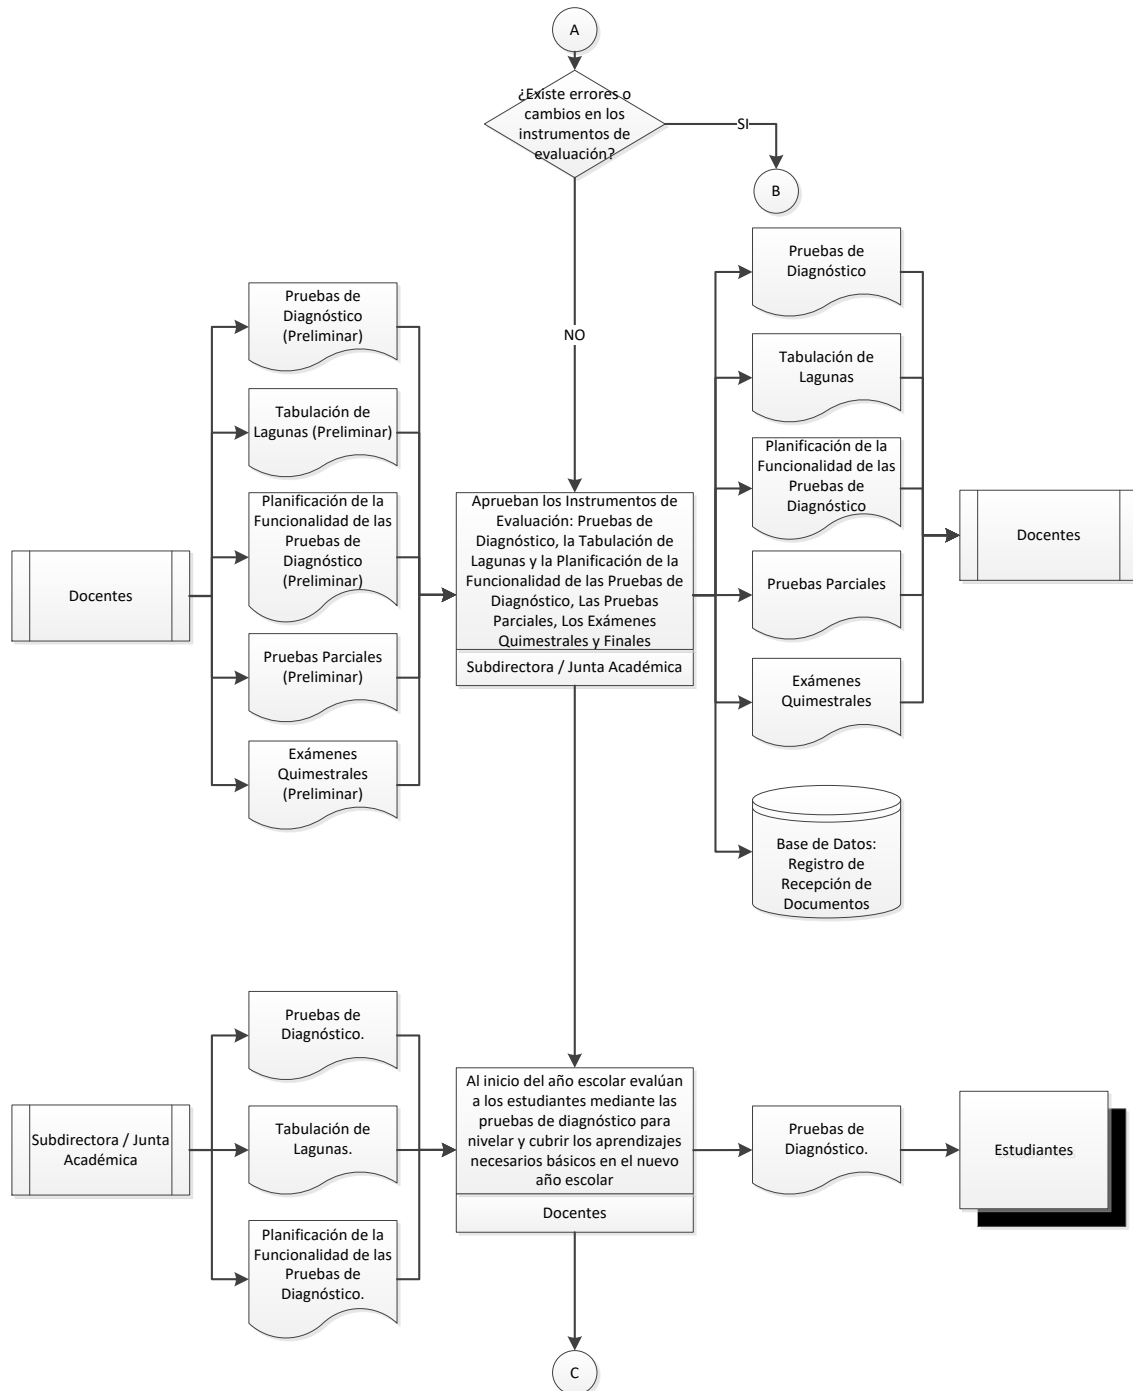 A
¿Existe errores o
cambios en los
instrumentos de
evaluación?
SI
B
NO
Docentes
Pruebas de
Diagnóstico
(Preliminar)
Tabulación de
Lagunas (Preliminar)
Planificación de la
Funcionalidad de las
Pruebas de
Diagnóstico
(Preliminar)
Pruebas Parciales
(Preliminar)
Exámenes
Quimestrales
(Preliminar)
Aprueban los Instrumentos de
Evaluación: Pruebas de
Diagnóstico, la Tabulación de
Lagunas y la Planificación de la
Funcionalidad de las Pruebas de
Diagnóstico, Las Pruebas
Parciales, Los Exámenes
Quimestrales y Finales
Subdirectora / Junta Académica
Pruebas de
Diagnóstico
Tabulación de
Lagunas
Planificación de la
Funcionalidad de las
Pruebas de
Diagnóstico
Pruebas Parciales
Exámenes
Quimestrales
Base de Datos:
Registro de
Recepción de
Documentos
Docentes
Subdirectora / Junta
Académica
Pruebas de
Diagnóstico.
Tabulación de
Lagunas.
Planificación de la
Funcionalidad de las
Pruebas de
Diagnóstico.
Al inicio del año escolar evalúan
a los estudiantes mediante las
pruebas de diagnóstico para
nivelar y cubrir los aprendizajes
necesarios básicos en el nuevo
año escolar
Docentes
Pruebas de
Diagnóstico.
Estudiantes
C